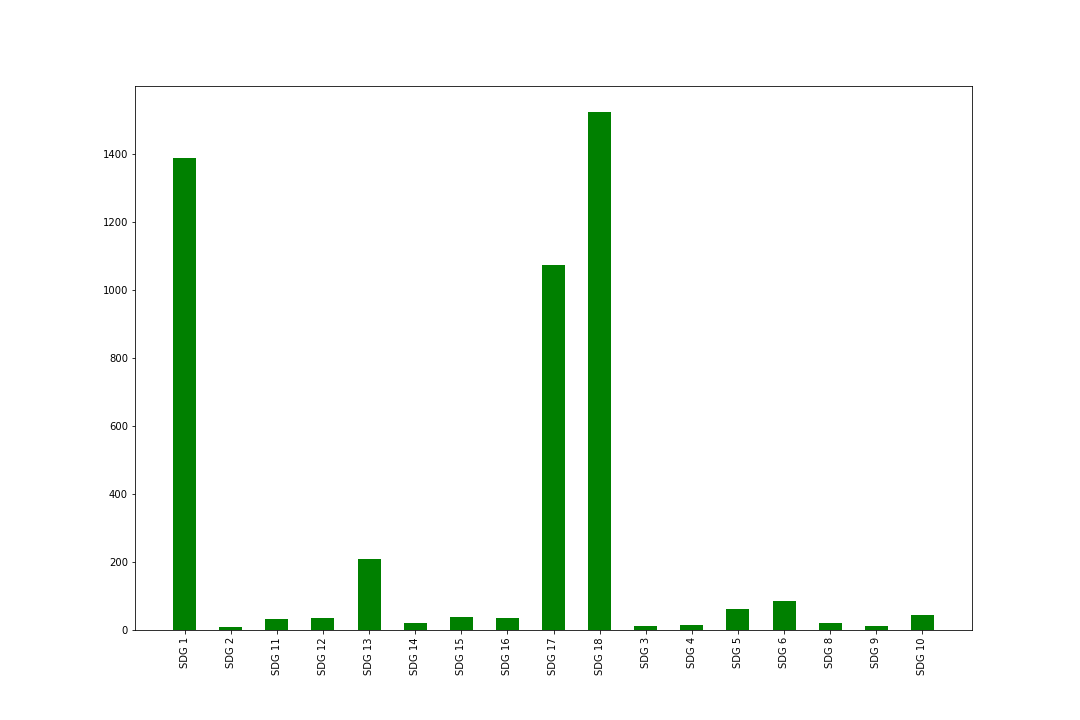 1400
1200
1000
800
600
400
200
0
SDG 1
SDG 2
SDG 11
SDG 12
SDG 13
SDG 14
SDG 15
SDG 16
SDG 17
SDG 18
SDG 3
SDG 4
SDG 5
SDG 6
SDG 8
SDG 9
SDG 10